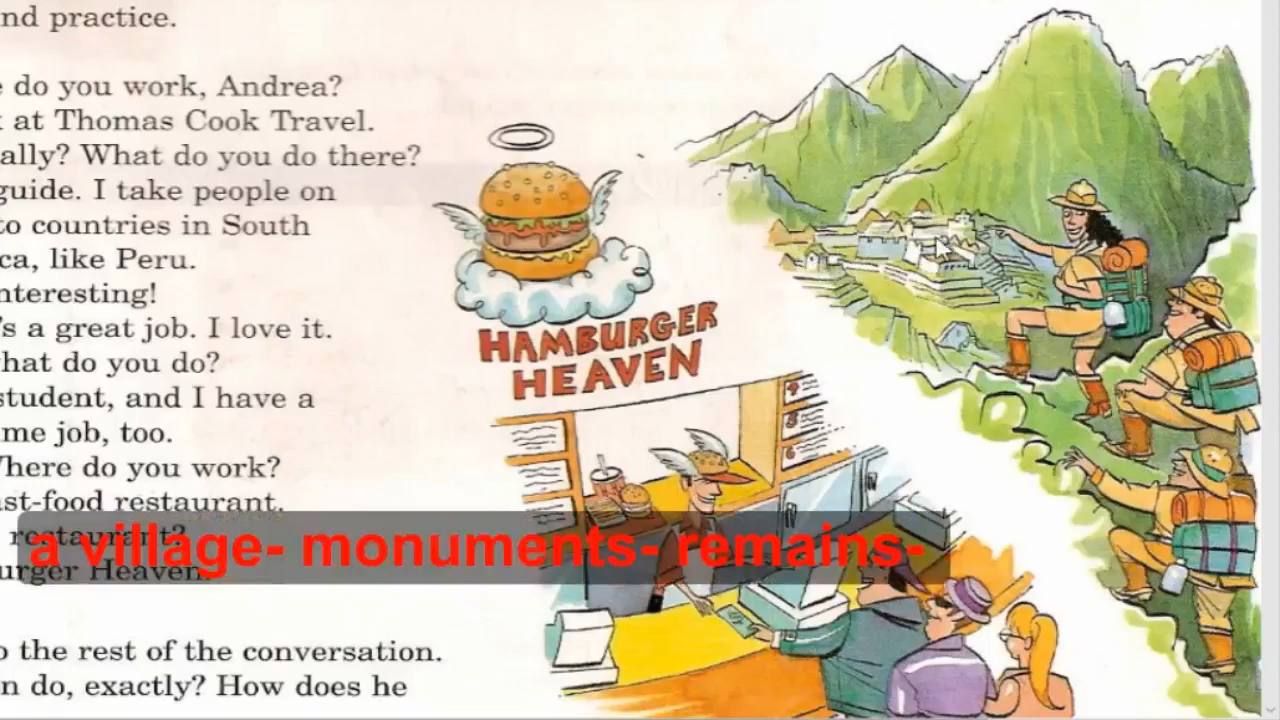 nd practice.
e do you work, Andrea?
k at Thomas Cook Travel.
ally? What do you do there?
guide. I take people on
to countries in South
ca, like Peru.
nteresting!
's a great job. I love it.
hat do you do?
student, and I have a
me job, too.
Where do you work?
ast-food restaurant.
restaurant?
a village- monuments- remains-
urger Heaven.
o the rest of the conversation.
n do, exactly? How does he
HAMBURGER
HEAVEN